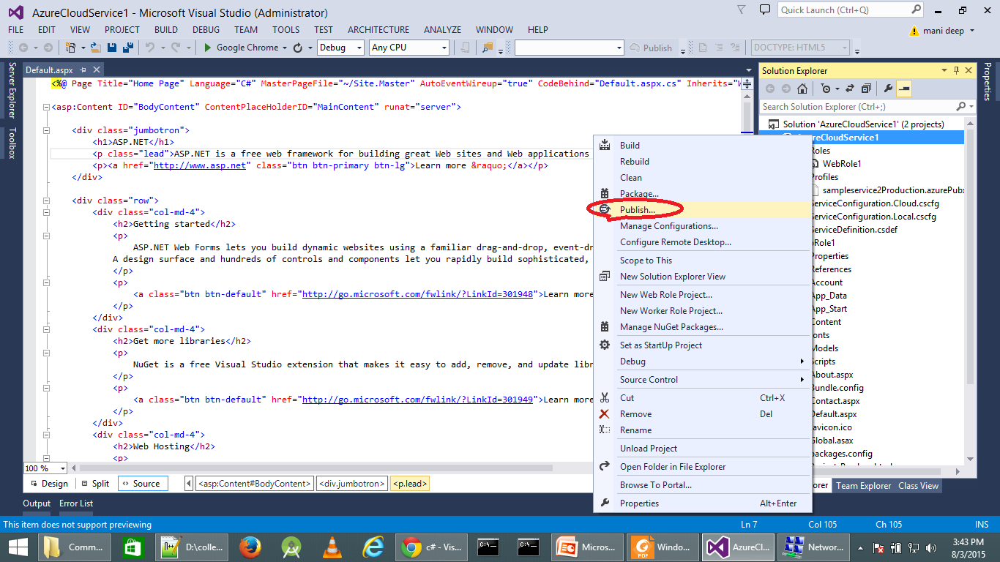 AzureCloudService1 - Microsoft Visual Studio (Administrator)
Quick Launch (Ctrl+Q)
FILE EDIT VIEW PROJECT BUILD DEBUG TEAM TOOLS TEST ARCHITECTURE ANALYZE WINDOW HELP
mani deep
Google Chrome Debug Any CPU Publish DOCTYPE: HTML5
Server Explorer
Toolbox
Default.aspx
<%@ Page Title="Home Page" Language="C#" MasterPageFile="~/Site.Master" AutoEventWireup="true" CodeBehind="Default.aspx.cs" Inherits="
<asp:Content ID="BodyContent" ContentPlaceHolderID="MainContent" runat="server">
<div class="jumbotron">
<h1>ASP.NET</h1>
<p class="lead">ASP.NET is a free web framework for building great Web sites and Web applications
<p><a href="http://www.asp.net" class="btn btn-primary btn-lg">Learn more &raquo;</a></p>
</div>
<div class="row">
<div class="col-md-4">
<h2>Getting started</h2>
<p>
ASP.NET Web Forms lets you build dynamic websites using a familiar drag-and-drop, event-dr
A design surface and hundreds of controls and components let you rapidly build sophisticated,
</p>
<p>
<a class="btn btn-default" href="http://go.microsoft.com/fwlink/?LinkId=301948">Learn more
</p>
</div>
<div class="col-md-4">
<h2>Get more libraries</h2>
<p>
NuGet is a free Visual Studio extension that makes it easy to add, remove, and update libr
</p>
<p>
<a class="btn btn-default" href="http://go.microsoft.com/fwlink/?LinkId=301949">Learn more
</p>
</div>
<div class="col-md-4">
<h2>Web Hosting</h2>
<p>
100 %
Design Split Source <asp:Content#BodyContent> <div.jumbotron> <p.lead>
Build
Rebuild
Clean
Package...
Publish...
Manage Configurations...
Configure Remote Desktop...
Scope to This
New Solution Explorer View
New Web Role Project...
New Worker Role Project...
Manage NuGet Packages...
Set as StartUp Project
Debug
Source Control
Cut Ctrl+X
Remove Del
Rename
Unload Project
Open Folder in File Explorer
Browse To Portal...
Properties Alt+Enter
Solution Explorer
Search Solution Explorer (Ctrl+;)
Solution 'AzureCloudService1' (2 projects)
AzureCloudService1
Roles
WebRole1
Profiles
sampleservice2Production.azurePub
ServiceConfiguration.Cloud.cscfg
ServiceConfiguration.Local.cscfg
ServiceDefinition.csdef
bRole1
Properties
References
Account
App_Data
App_Start
Content
fonts
Models
Scripts
About.aspx
Bundle.config
Contact.aspx
Default.aspx
favicon.ico
Global.asax
packages.config
orer Team Explorer Class View
Properties
Output Error List
This item does not support previewing Ln 7 Col 105 Ch 105 INS
Comm... D:\colle... c# - Vis... Micros... Windo... AzureCl... Networ...
PDF
3:43 PM
8/3/2015